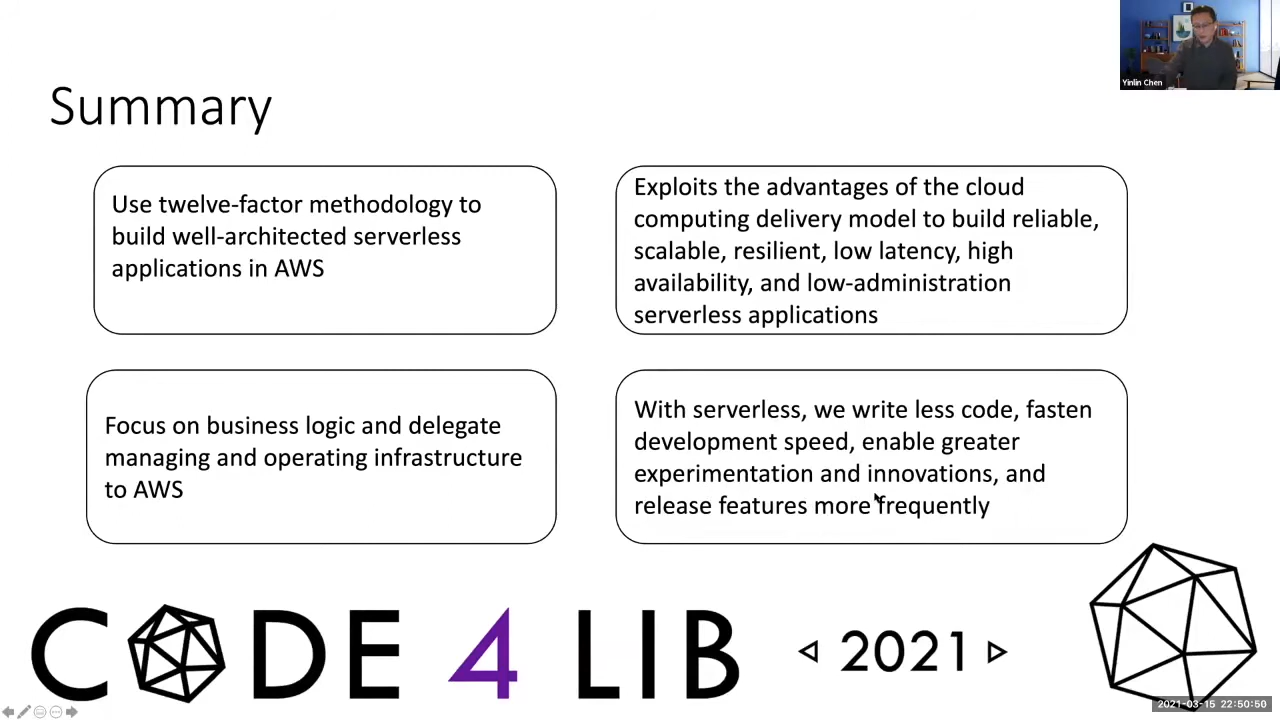 Yinlin Chen
Summary
Use twelve-factor methodology to
build well-architected serverless
applications in AWS
Exploits the advantages of the cloud
computing delivery model to build reliable,
scalable, resilient, low latency, high
availability, and low-administration
serverless applications
Focus on business logic and delegate
managing and operating infrastructure
to AWS
With serverless, we write less code, fasten
development speed, enable greater
experimentation and innovations, and
release features more frequently
CODE 4 LIB
2021
2021-03-15 22:50:50